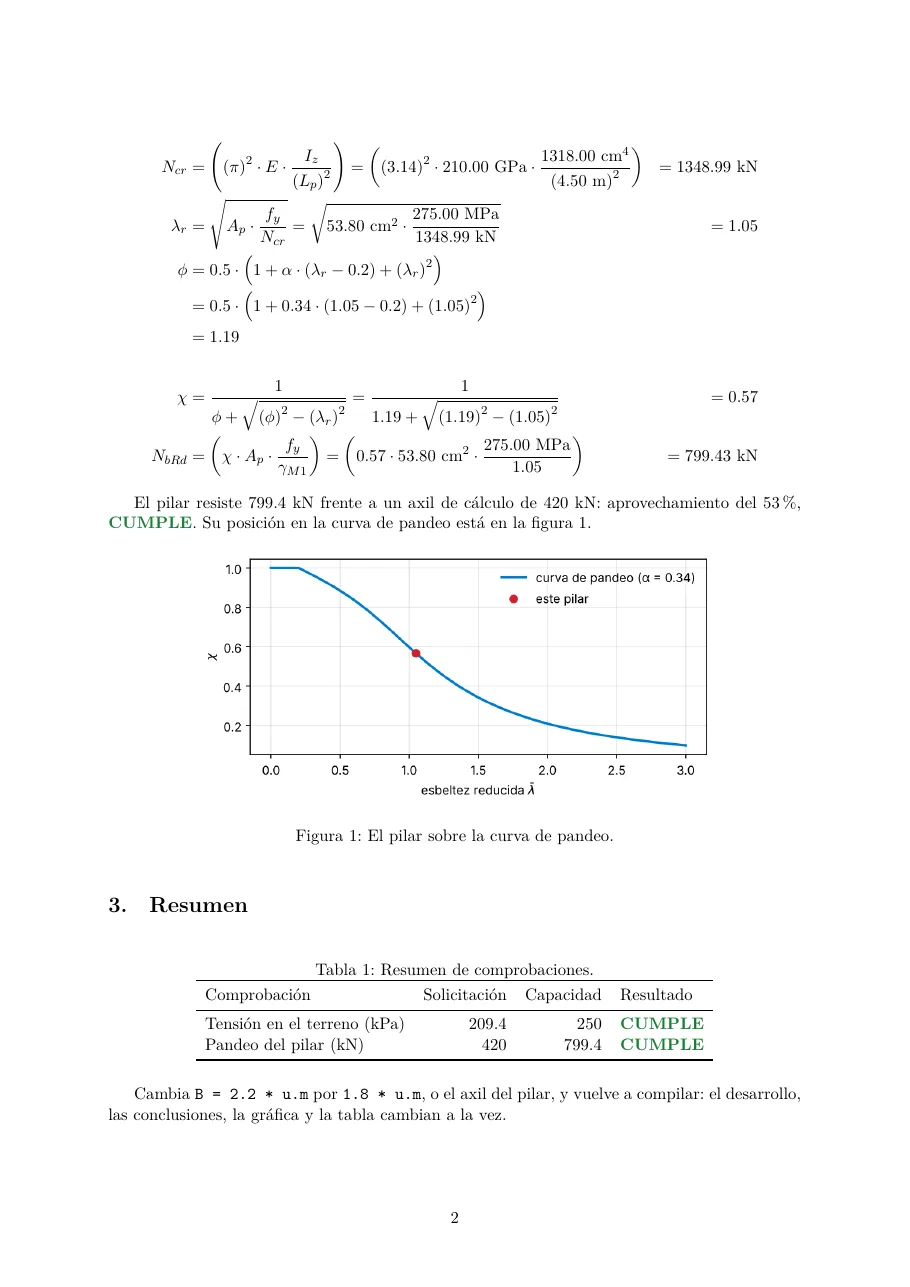 N_cr = ((π)^2 · E · I_z / (L_p)^2) = ((3.14)^2 · 210.00 GPa · 1318.00 cm^4 / (4.50 m)^2) = 1348.99 kN
λ_r = √(A_p · f_y / N_cr) = √(53.80 cm^2 · 275.00 MPa / 1348.99 kN) = 1.05
ϕ = 0.5 · (1 + α · (λ_r − 0.2) + (λ_r)^2)
= 0.5 · (1 + 0.34 · (1.05 − 0.2) + (1.05)^2)
= 1.19
χ = 1 / (ϕ + √((ϕ)^2 − (λ_r)^2)) = 1 / (1.19 + √((1.19)^2 − (1.05)^2)) = 0.57
N_bRd = (χ · A_p · f_y / γ_M1) = (0.57 · 53.80 cm^2 · 275.00 MPa / 1.05) = 799.43 kN
El pilar resiste 799.4 kN frente a un axil de cálculo de 420 kN: aprovechamiento del 53 %,
CUMPLE. Su posición en la curva de pandeo está en la figura 1.
curva de pandeo (α = 0.34)
este pilar
χ
1.0
0.8
0.6
0.4
0.2
0.0 0.5 1.0 1.5 2.0 2.5 3.0
esbeltez reducida λ̄
Figura 1: El pilar sobre la curva de pandeo.
3. Resumen
Tabla 1: Resumen de comprobaciones.
Comprobación Solicitación Capacidad Resultado
Tensión en el terreno (kPa) 209.4 250 CUMPLE
Pandeo del pilar (kN) 420 799.4 CUMPLE
Cambia B = 2.2 * u.m por 1.8 * u.m, o el axil del pilar, y vuelve a compilar: el desarrollo,
las conclusiones, la gráfica y la tabla cambian a la vez.
2